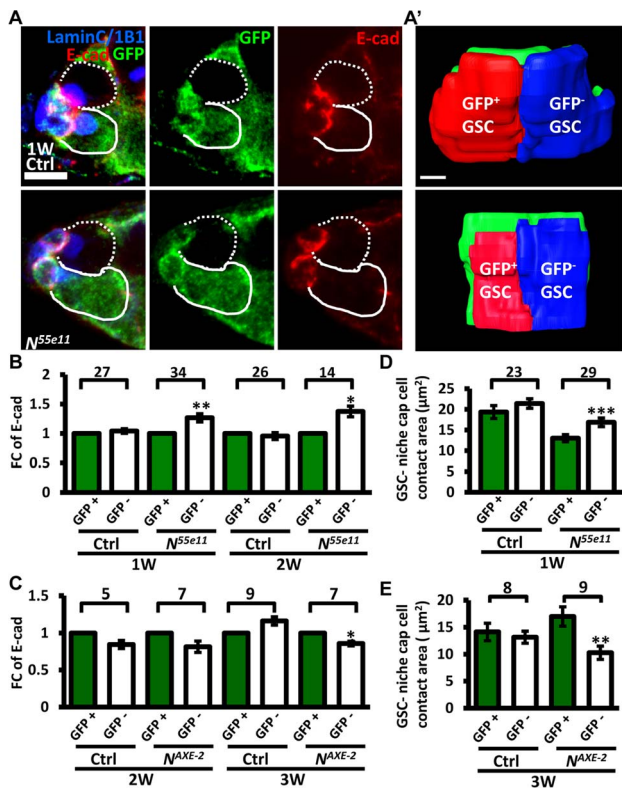 A
LaminC/1B1
E-cad GFP
GFP
E-cad
A'
1W
Ctrl
GFP+
GSC
GFP-
GSC
N55e11
GFP+
GSC
GFP-
GSC
B
27 34 26 14
FC of E-cad
1.5
1
0.5
0
** *
GFP+ GFP- GFP+ GFP- GFP+ GFP- GFP+ GFP-
Ctrl N55e11 Ctrl N55e11
1W 2W
D
23 29
GSC- niche cap cell
contact area (μm2)
25
20
15
10
5
0
***
GFP+ GFP- GFP+ GFP-
Ctrl N55e11
1W
C
5 7 9 7
FC of E-cad
1.5
1
0.5
0
*
GFP+ GFP- GFP+ GFP- GFP+ GFP- GFP+ GFP-
Ctrl NAXE-2 Ctrl NAXE-2
2W 3W
E
8 9
GSC- niche cap cell
contact area (μm2)
25
20
15
10
5
0
**
GFP+ GFP- GFP+ GFP-
Ctrl NAXE-2
3W